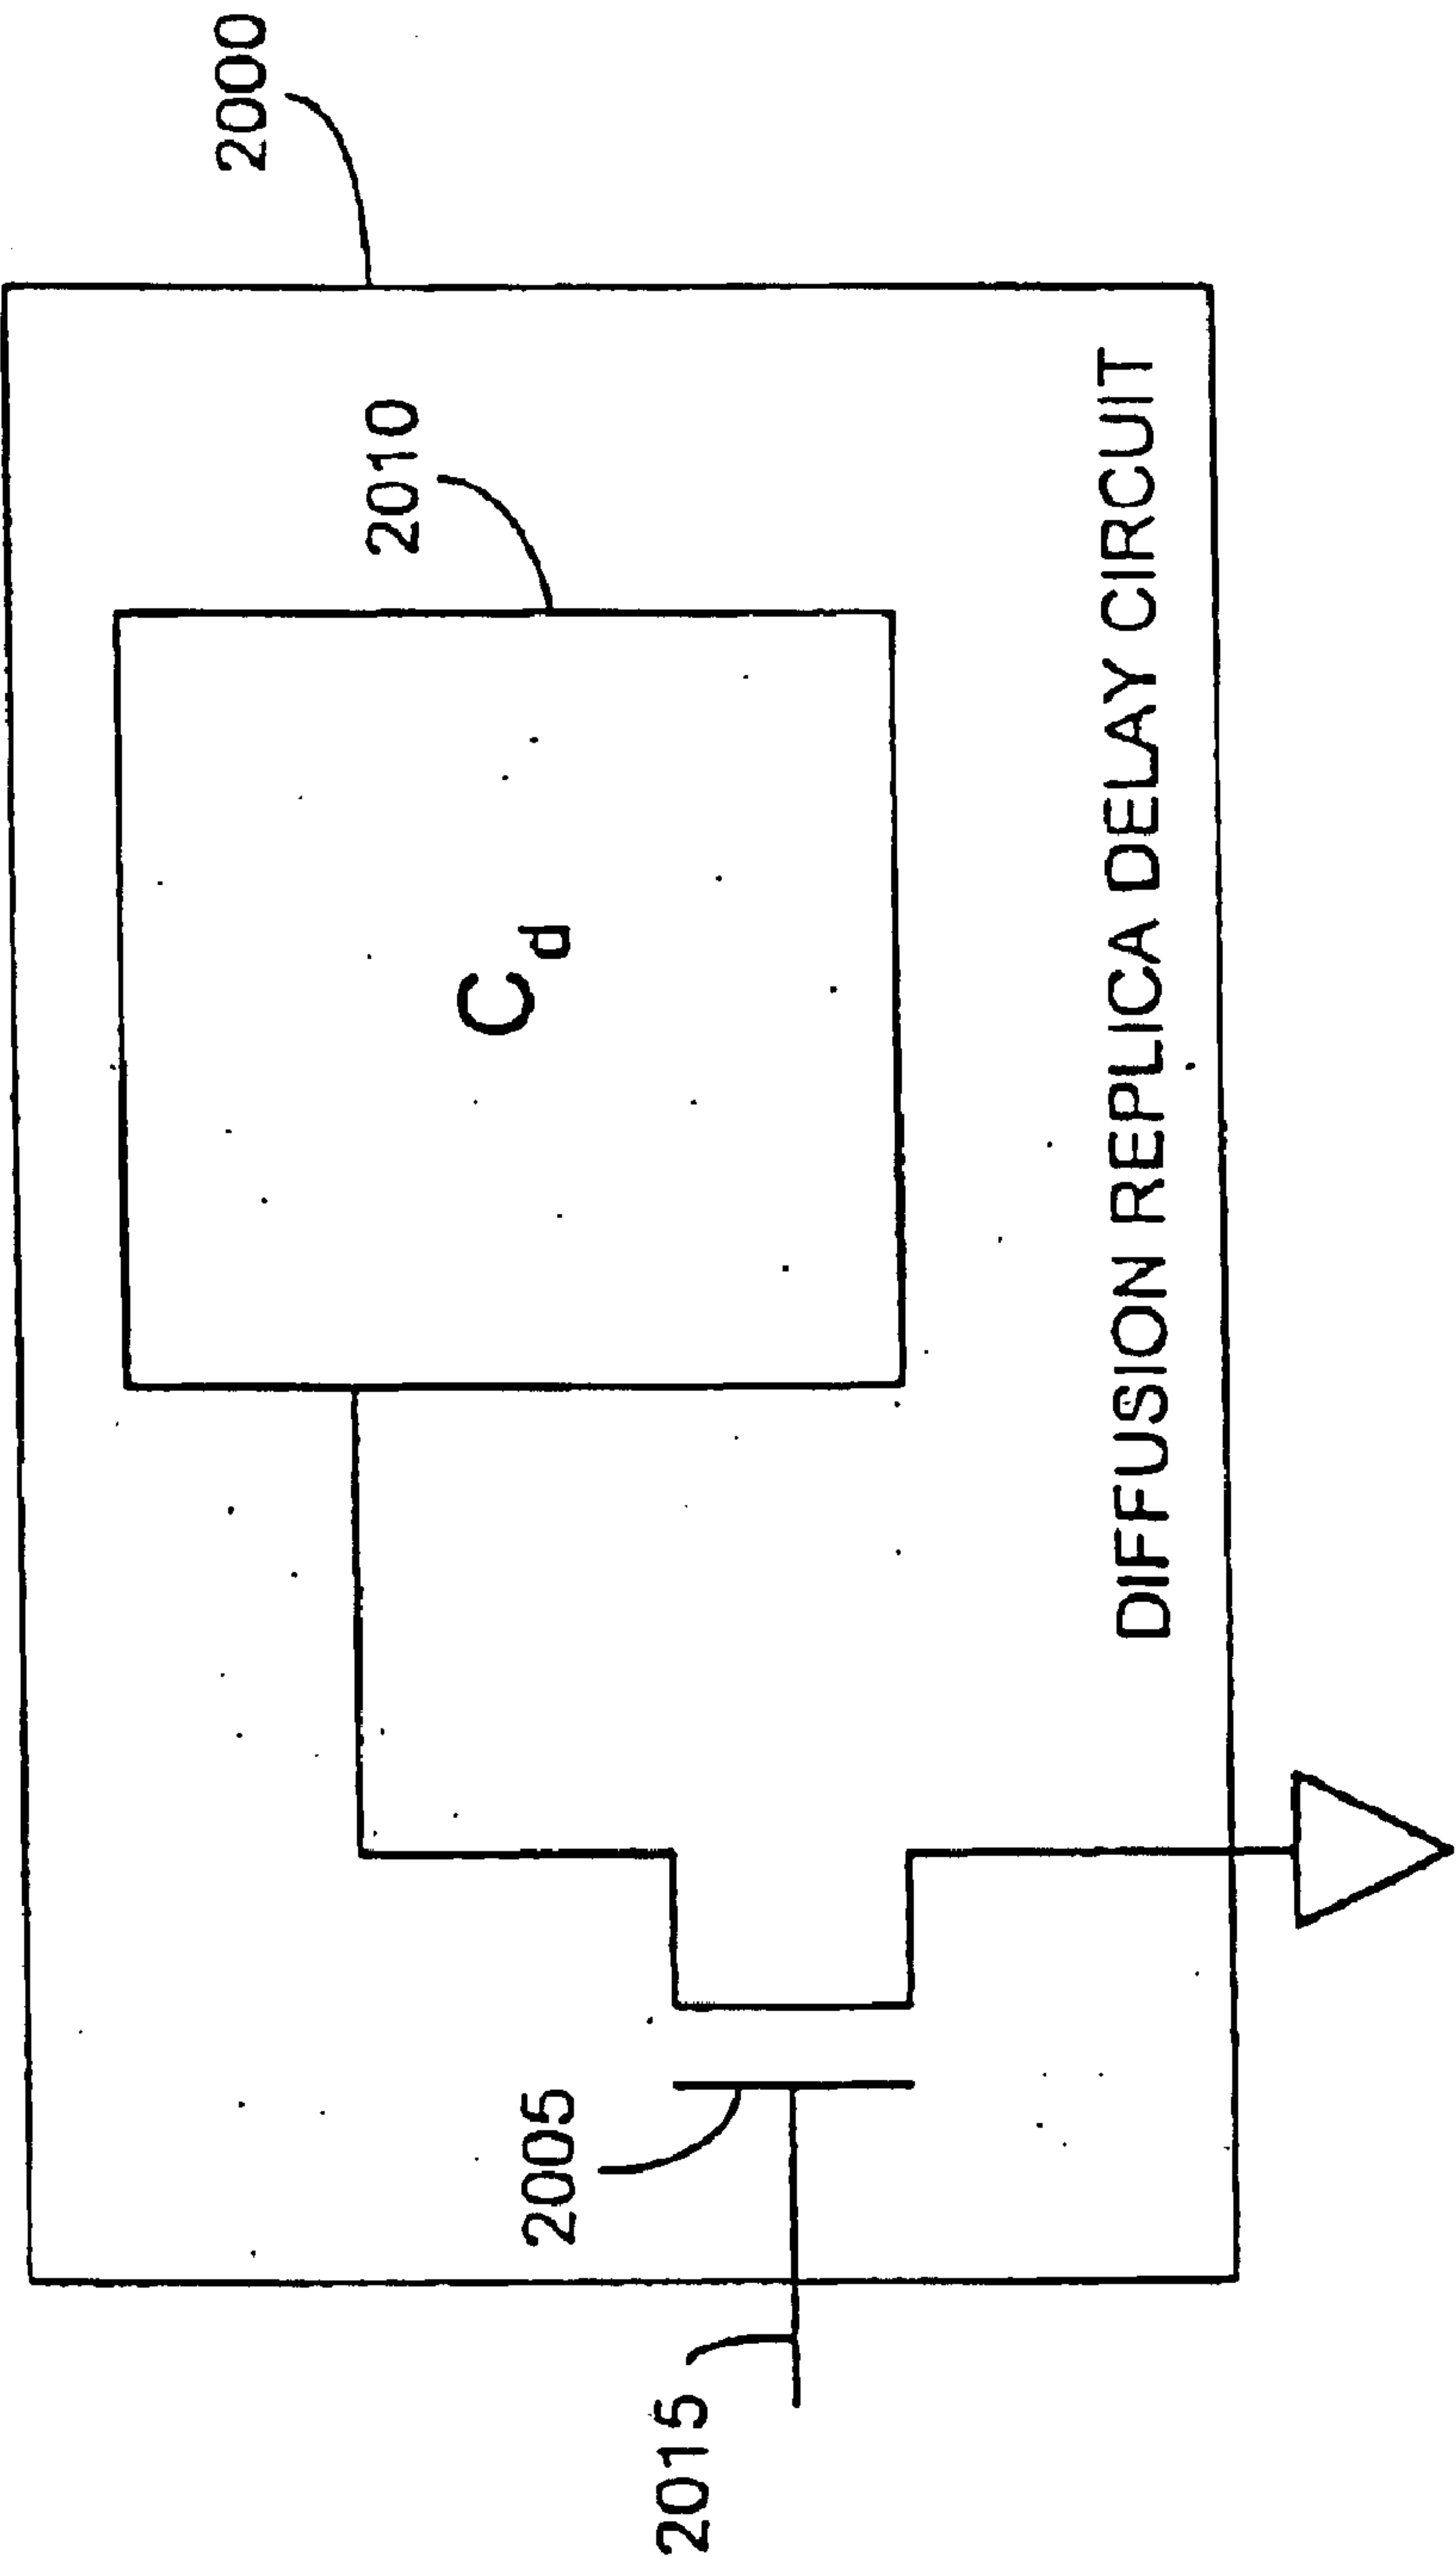 2000
2010
C d
2005
2015
DIFFUSION REPLICA DELAY CIRCUIT